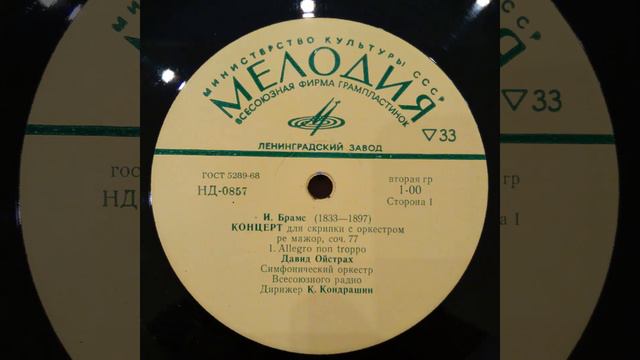 МИНИСТЕРСТВО КУЛЬТУРЫ СССР
МЕЛОДИЯ
ВСЕСОЮЗНАЯ ФИРМА ГРАМПЛАСТИНОК
▽33
ЛЕНИНГРАДСКИЙ ЗАВОД
ГОСТ 5289-68
НД-0857
вторая гр
1-00
Сторона 1
И. Брамс (1833—1897)
КОНЦЕРТ для скрипки с оркестром
ре мажор, соч. 77
1. Allegro non troppo
Давид Ойстрах
Симфонический оркестр
Всесоюзного радио
Дирижер К. Кондрашин